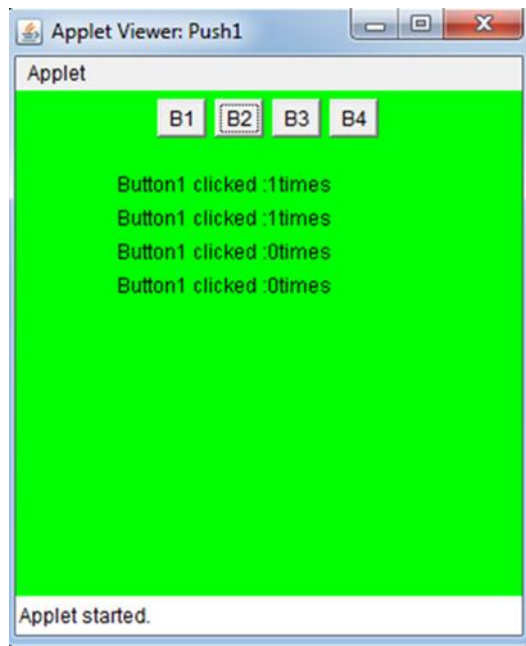 Applet Viewer: Push1
Applet
B1 B2 B3 B4
Button1 clicked :1times
Button1 clicked :1times
Button1 clicked :0times
Button1 clicked :0times
Applet started.